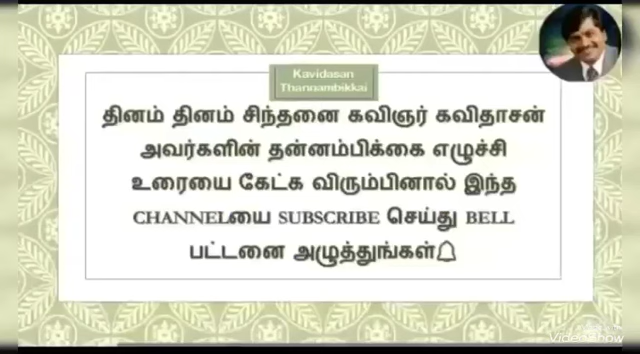 Kavidasan
Thannambikkai
தினம் தினம் சிந்தனை கவிஞர் கவிதாசன்
அவர்களின் தன்னம்பிக்கை எழுச்சி
உரையை கேட்க விரும்பினால் இந்த
CHANNELயை SUBSCRIBE செய்து BELL
பட்டனை அழுத்துங்கள்
VideoShow